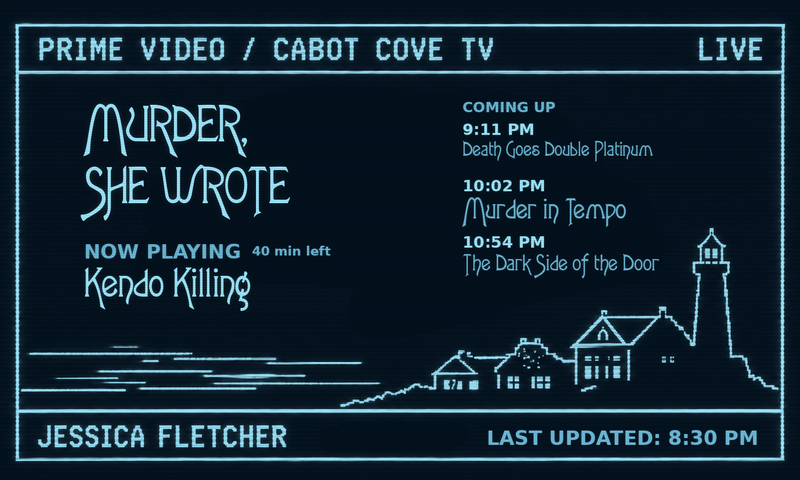 PRIME VIDEO / CABOT COVE TV
LIVE
MURDER,
SHE WROTE
NOW PLAYING 40 min left
Kendo Killing
COMING UP
9:11 PM
Death Goes Double Platinum
10:02 PM
Murder in Tempo
10:54 PM
The Dark Side of the Door
JESSICA FLETCHER
LAST UPDATED: 8:30 PM